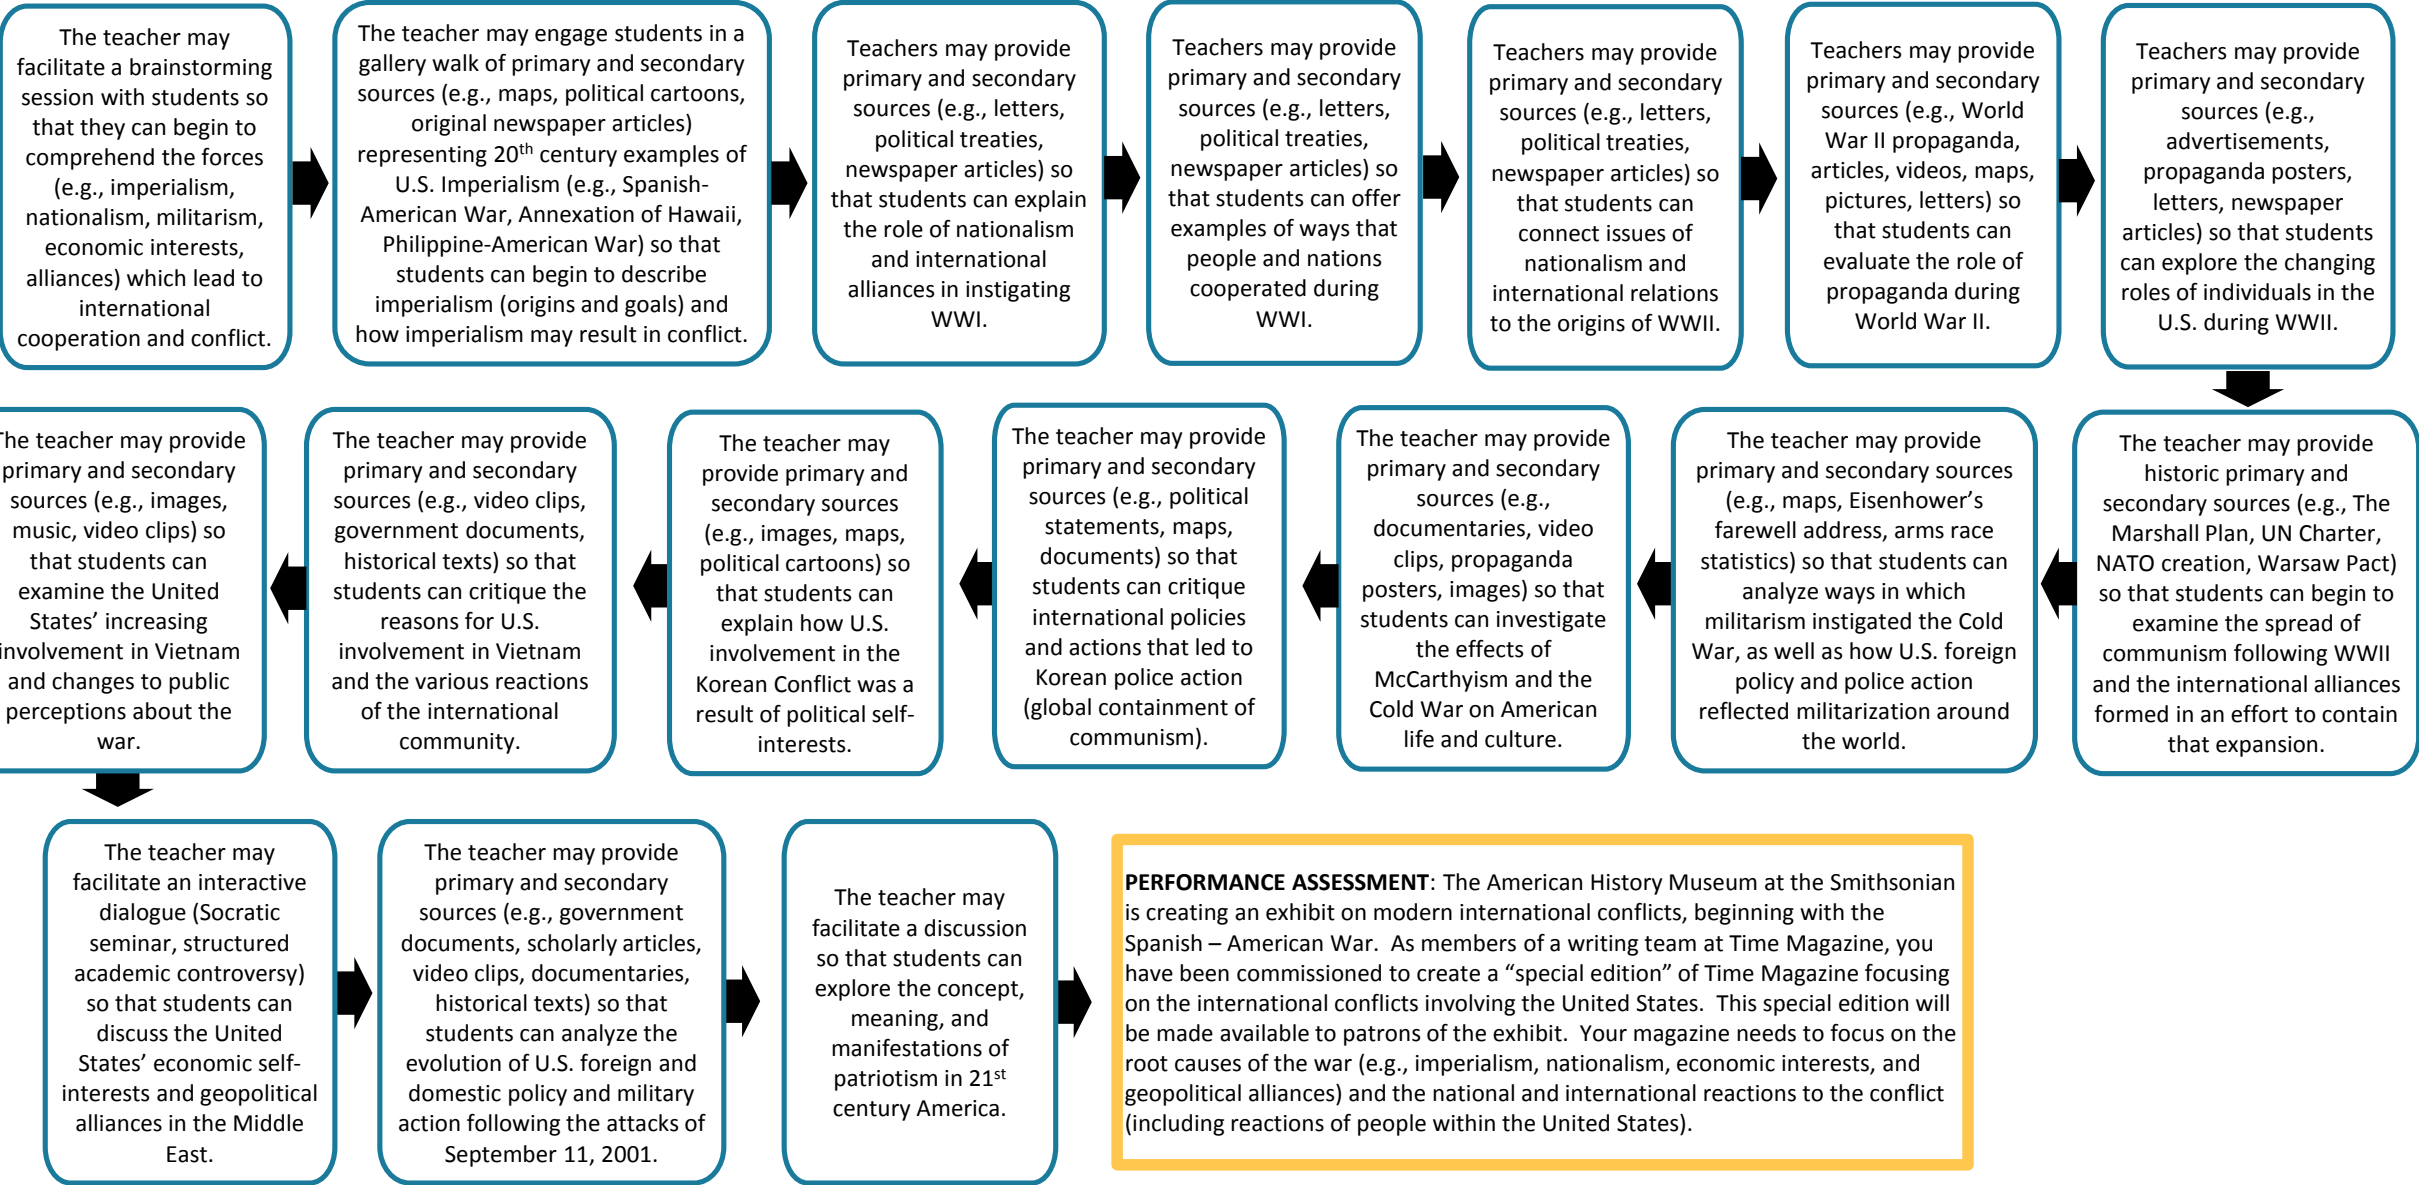 The teacher may
facilitate a brainstorming
session with students so
that they can begin to
comprehend the forces
(e.g., imperialism,
nationalism, militarism,
economic interests,
alliances) which lead to
international
cooperation and conflict.
The teacher may engage students in a
gallery walk of primary and secondary
sources (e.g., maps, political cartoons,
original newspaper articles)
representing 20th century examples of
U.S. Imperialism (e.g., Spanish-
American War, Annexation of Hawaii,
Philippine-American War) so that
students can begin to describe
imperialism (origins and goals) and
how imperialism may result in conflict.
Teachers may provide
primary and secondary
sources (e.g., letters,
political treaties,
newspaper articles) so
that students can explain
the role of nationalism
and international
alliances in instigating
WWI.
Teachers may provide
primary and secondary
sources (e.g., letters,
political treaties,
newspaper articles) so
that students can offer
examples of ways that
people and nations
cooperated during
WWI.
Teachers may provide
primary and secondary
sources (e.g., letters,
political treaties,
newspaper articles) so
that students can
connect issues of
nationalism and
international relations
to the origins of WWII.
Teachers may provide
primary and secondary
sources (e.g., World
War II propaganda,
articles, videos, maps,
pictures, letters) so
that students can
evaluate the role of
propaganda during
World War II.
Teachers may provide
primary and secondary
sources (e.g.,
advertisements,
propaganda posters,
letters, newspaper
articles) so that students
can explore the changing
roles of individuals in the
U.S. during WWII.
The teacher may provide
historic primary and
secondary sources (e.g., The
Marshall Plan, UN Charter,
NATO creation, Warsaw Pact)
so that students can begin to
examine the spread of
communism following WWII
and the international alliances
formed in an effort to contain
that expansion.
The teacher may provide
primary and secondary sources
(e.g., maps, Eisenhower’s
farewell address, arms race
statistics) so that students can
analyze ways in which
militarism instigated the Cold
War, as well as how U.S. foreign
policy and police action
reflected militarization around
the world.
The teacher may provide
primary and secondary
sources (e.g.,
documentaries, video
clips, propaganda
posters, images) so that
students can investigate
the effects of
McCarthyism and the
Cold War on American
life and culture.
The teacher may provide
primary and secondary
sources (e.g., political
statements, maps,
documents) so that
students can critique
international policies
and actions that led to
Korean police action
(global containment of
communism).
The teacher may
provide primary and
secondary sources
(e.g., images, maps,
political cartoons) so
that students can
explain how U.S.
involvement in the
Korean Conflict was a
result of political self-
interests.
The teacher may provide
primary and secondary
sources (e.g., video clips,
government documents,
historical texts) so that
students can critique the
reasons for U.S.
involvement in Vietnam
and the various reactions
of the international
community.
The teacher may provide
primary and secondary
sources (e.g., images,
music, video clips) so
that students can
examine the United
States’ increasing
involvement in Vietnam
and changes to public
perceptions about the
war.
The teacher may
facilitate an interactive
dialogue (Socratic
seminar, structured
academic controversy)
so that students can
discuss the United
States’ economic self-
interests and geopolitical
alliances in the Middle
East.
The teacher may provide
primary and secondary
sources (e.g., government
documents, scholarly articles,
video clips, documentaries,
historical texts) so that
students can analyze the
evolution of U.S. foreign and
domestic policy and military
action following the attacks of
September 11, 2001.
The teacher may
facilitate a discussion
so that students can
explore the concept,
meaning, and
manifestations of
patriotism in 21st
century America.
PERFORMANCE ASSESSMENT: The American History Museum at the Smithsonian
is creating an exhibit on modern international conflicts, beginning with the
Spanish – American War. As members of a writing team at Time Magazine, you
have been commissioned to create a “special edition” of Time Magazine focusing
on the international conflicts involving the United States. This special edition will
be made available to patrons of the exhibit. Your magazine needs to focus on the
root causes of the war (e.g., imperialism, nationalism, economic interests, and
geopolitical alliances) and the national and international reactions to the conflict
(including reactions of people within the United States).